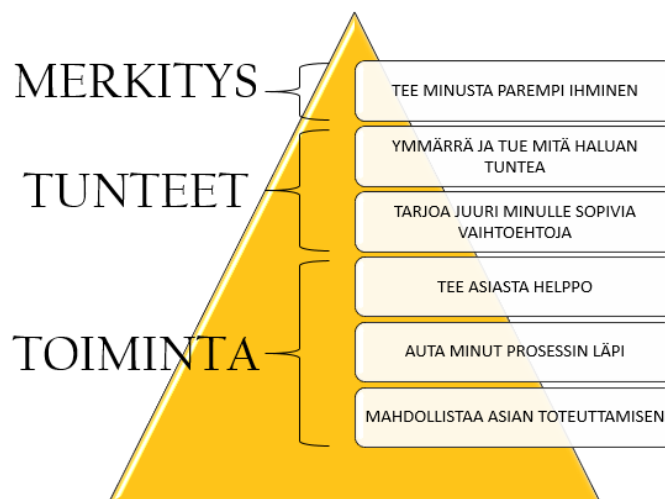 MERKITYS
TEE MINUSTA PAREMPI IHMINEN
TUNTEET
YMMÄRRÄ JA TUE MITÄ HALUAN
TUNTEA
TARJOA JUURI MINULLE SOPIVIA
VAIHTOEHTOJA
TOIMINTA
TEE ASIASTA HELPPO
AUTA MINUT PROSESSIN LÄPI
MAHDOLLISTAA ASIAN TOTEUTTAMISEN